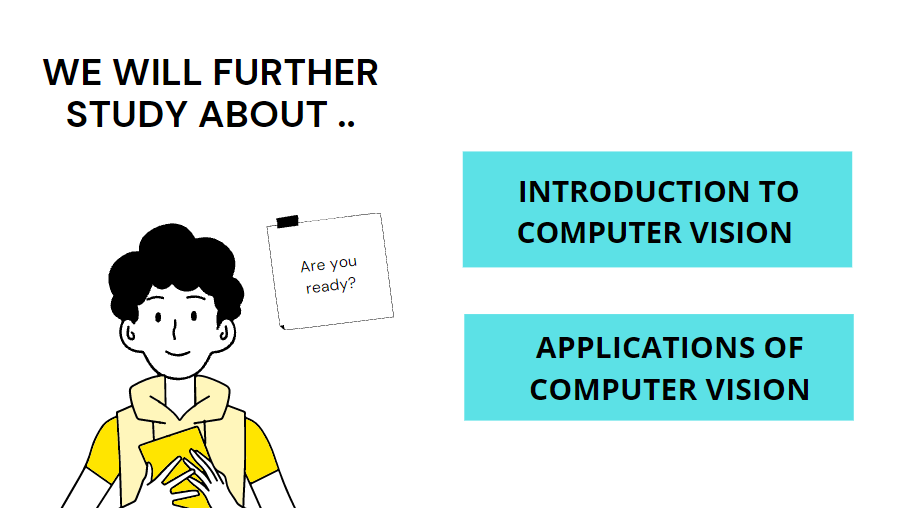 WE WILL FURTHER
STUDY ABOUT ..
Are you
ready?
INTRODUCTION TO
COMPUTER VISION
APPLICATIONS OF
COMPUTER VISION